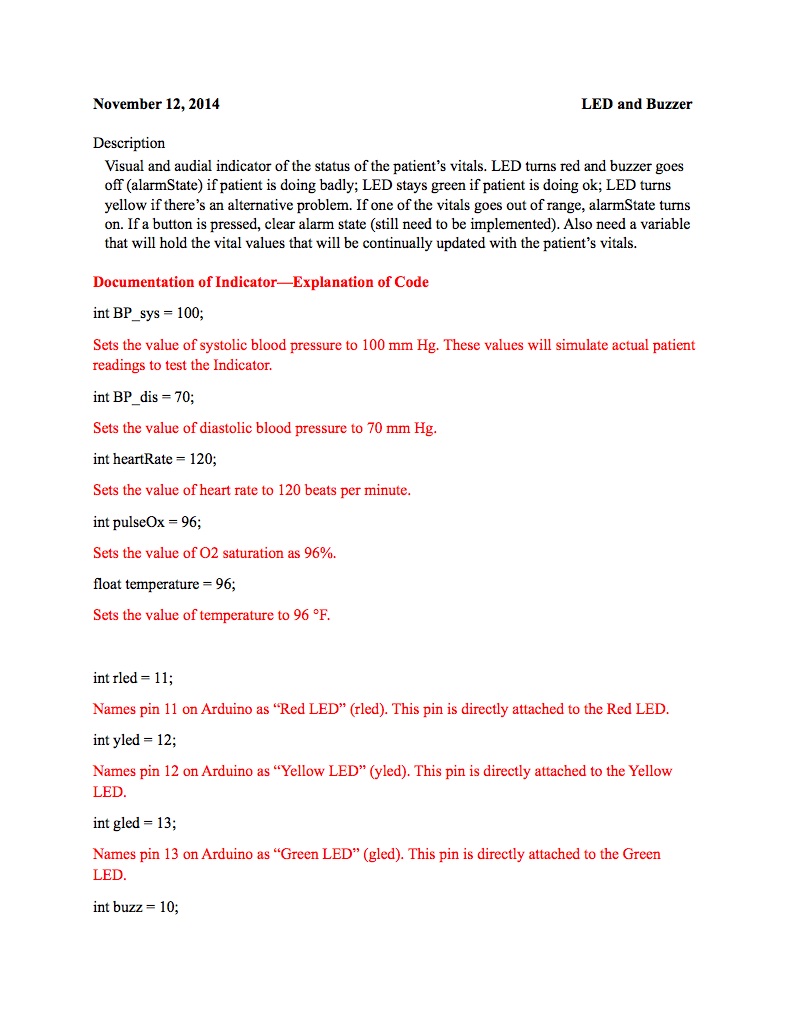 November 12, 2014 LED and Buzzer
Description
Visual and audial indicator of the status of the patient’s vitals. LED turns red and buzzer goes
off (alarmState) if patient is doing badly; LED stays green if patient is doing ok; LED turns
yellow if there’s an alternative problem. If one of the vitals goes out of range, alarmState turns
on. If a button is pressed, clear alarm state (still need to be implemented). Also need a variable
that will hold the vital values that will be continually updated with the patient’s vitals.
Documentation of Indicator—Explanation of Code
int BP_sys = 100;
Sets the value of systolic blood pressure to 100 mm Hg. These values will simulate actual patient
readings to test the Indicator.
int BP_dis = 70;
Sets the value of diastolic blood pressure to 70 mm Hg.
int heartRate = 120;
Sets the value of heart rate to 120 beats per minute.
int pulseOx = 96;
Sets the value of O2 saturation as 96%.
float temperature = 96;
Sets the value of temperature to 96 °F.
int rled = 11;
Names pin 11 on Arduino as “Red LED” (rled). This pin is directly attached to the Red LED.
int yled = 12;
Names pin 12 on Arduino as “Yellow LED” (yled). This pin is directly attached to the Yellow
LED.
int gled = 13;
Names pin 13 on Arduino as “Green LED” (gled). This pin is directly attached to the Green
LED.
int buzz = 10;